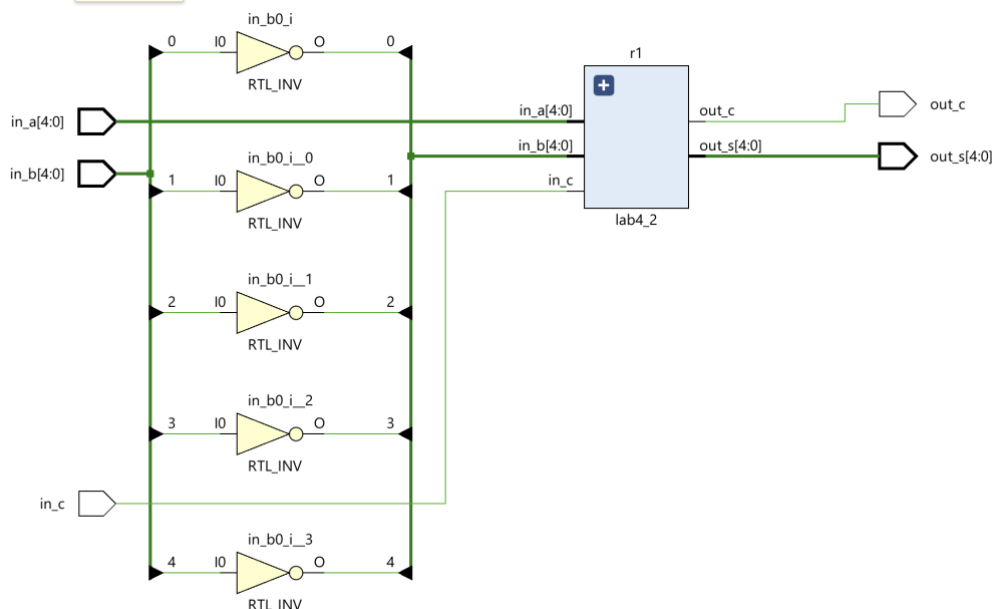 in_b0_i
0 I0 O 0
RTL_INV
r1
in_a[4:0]
in_a[4:0]
out_c
out_c
in_b[4:0]
in_b[4:0]
out_s[4:0]
out_s[4:0]
in_c
lab4_2
in_b0_i__0
1 I0 O 1
RTL_INV
in_b0_i__1
2 I0 O 2
RTL_INV
in_b0_i__2
3 I0 O 3
RTL_INV
in_c
in_b0_i__3
4 I0 O 4
RTL_INV